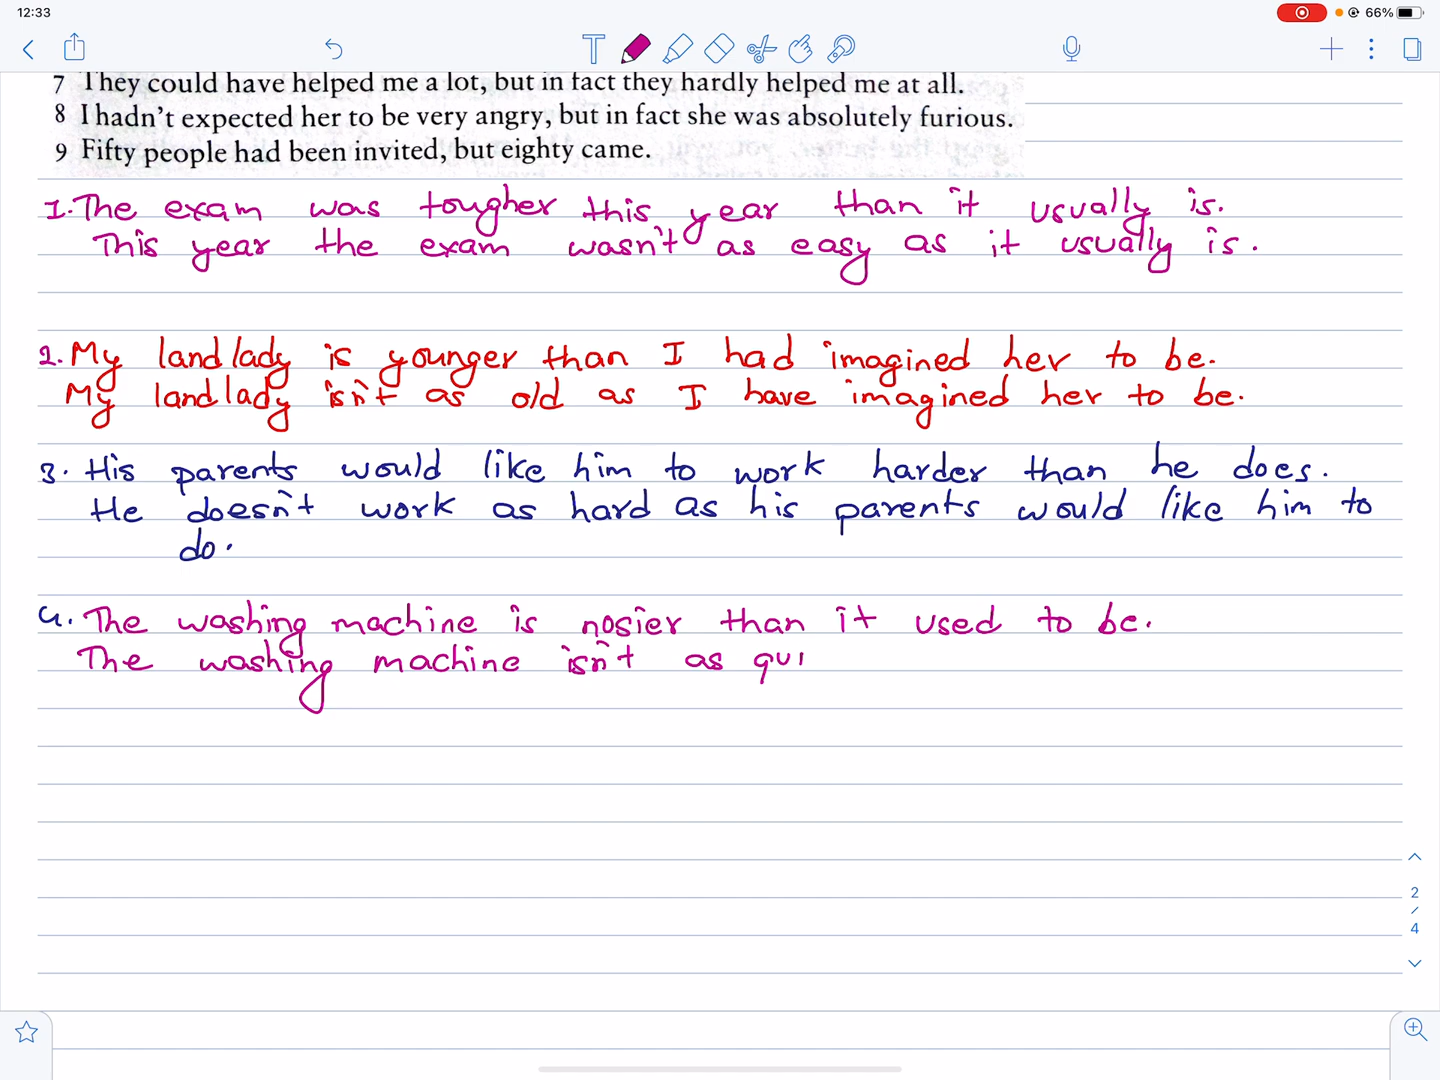 12:33
66%
7 They could have helped me a lot, but in fact they hardly helped me at all.
8 I hadn't expected her to be very angry, but in fact she was absolutely furious.
9 Fifty people had been invited, but eighty came.
1. The exam was tougher this year than it usually is.
This year the exam wasn't as easy as it usually is.
2. My landlady is younger than I had imagined her to be.
My landlady isn't as old as I have imagined her to be.
3. His parents would like him to work harder than he does.
He doesn't work as hard as his parents would like him to
do.
4. The washing machine is nosier than it used to be.
The washing machine isn't as qui
2
/
4